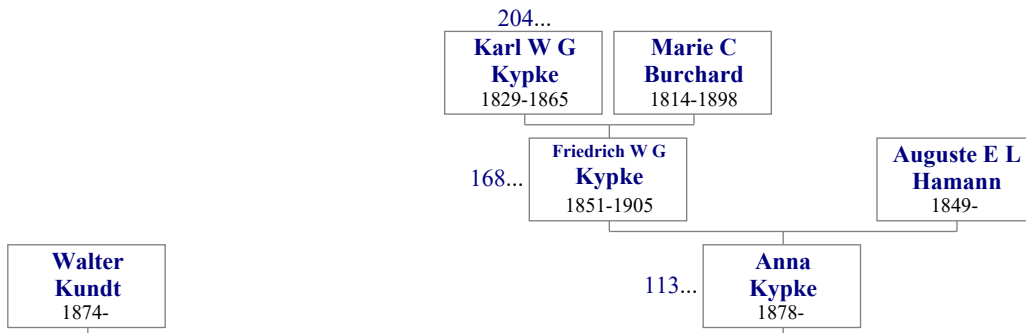 204...
Karl W G
Kypke
1829-1865
Marie C
Burchard
1814-1898
168...
Friedrich W G
Kypke
1851-1905
Auguste E L
Hamann
1849-
Walter
Kundt
1874-
113...
Anna
Kypke
1878-